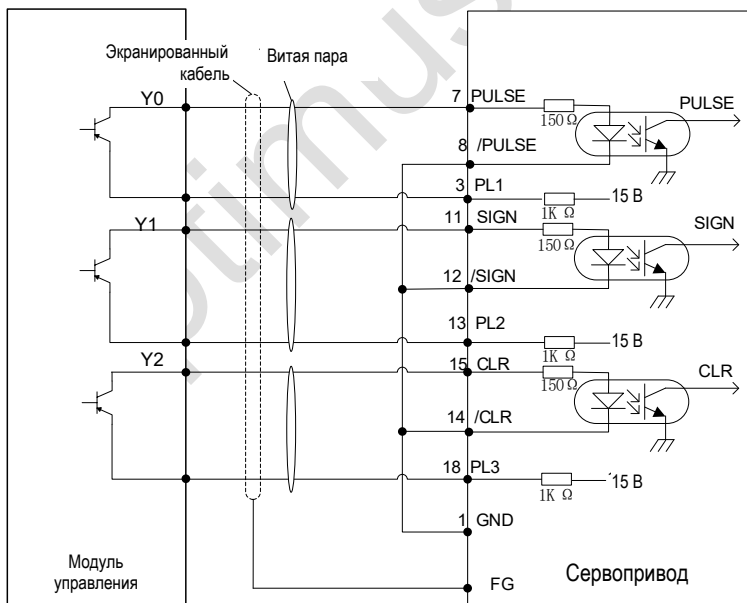 Экранированный
кабель
Витая пара
Y0
7 PULSE
150 Ω
PULSE
8 /PULSE
3 PL1
1K Ω
15 В
Y1
11 SIGN
150 Ω
SIGN
12 /SIGN
13 PL2
1K Ω
15 В
Y2
15 CLR
150 Ω
CLR
14 /CLR
18 PL3
1K Ω
15 В
1 GND
Модуль
управления
FG
Сервопривод